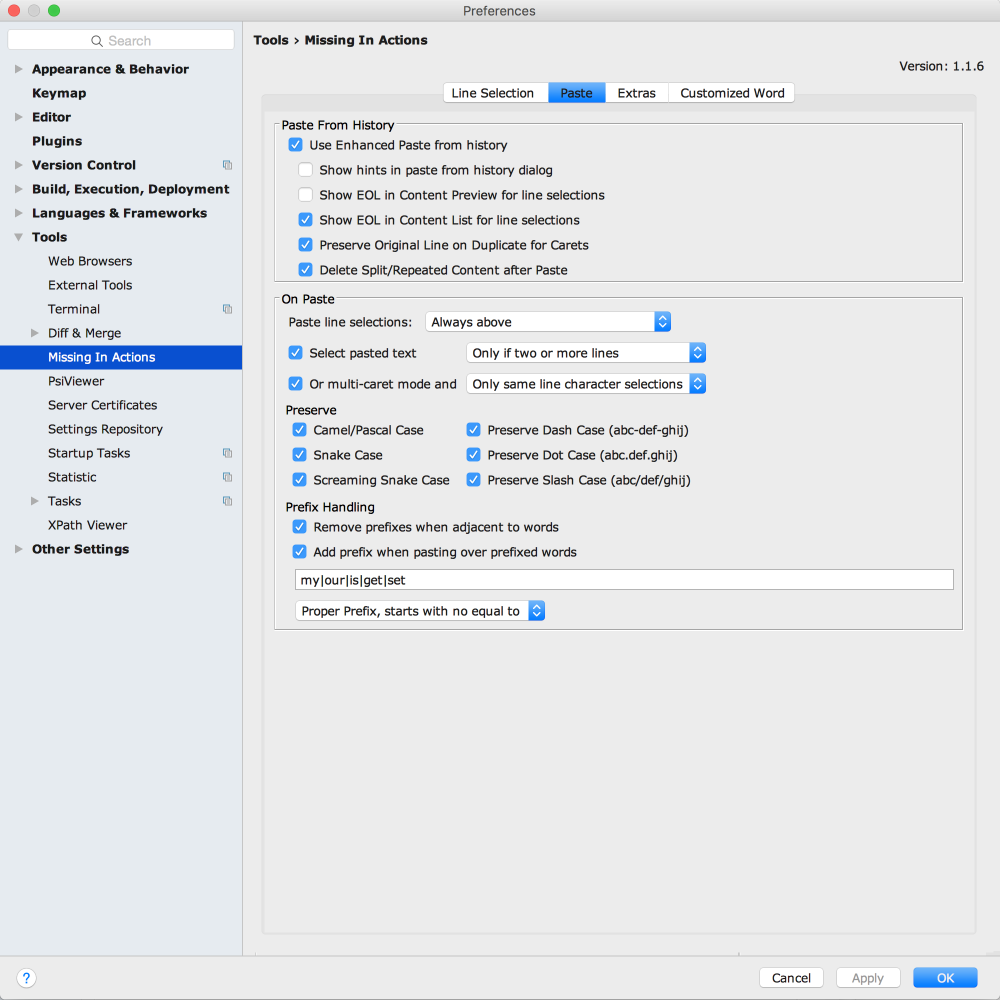 Preferences
Search
Appearance & Behavior
Keymap
Editor
Plugins
Version Control
Build, Execution, Deployment
Languages & Frameworks
Tools
Web Browsers
External Tools
Terminal
Diff & Merge
Missing In Actions
PsiViewer
Server Certificates
Settings Repository
Startup Tasks
Statistic
Tasks
XPath Viewer
Other Settings
Tools › Missing In Actions
Version: 1.1.6
Line Selection Paste Extras Customized Word
Paste From History
Use Enhanced Paste from history
Show hints in paste from history dialog
Show EOL in Content Preview for line selections
Show EOL in Content List for line selections
Preserve Original Line on Duplicate for Carets
Delete Split/Repeated Content after Paste
On Paste
Paste line selections: Always above
Select pasted text Only if two or more lines
Or multi-caret mode and Only same line character selections
Preserve
Camel/Pascal Case Preserve Dash Case (abc-def-ghij)
Snake Case Preserve Dot Case (abc.def.ghij)
Screaming Snake Case Preserve Slash Case (abc/def/ghij)
Prefix Handling
Remove prefixes when adjacent to words
Add prefix when pasting over prefixed words
my|our|is|get|set
Proper Prefix, starts with no equal to
? Cancel Apply OK